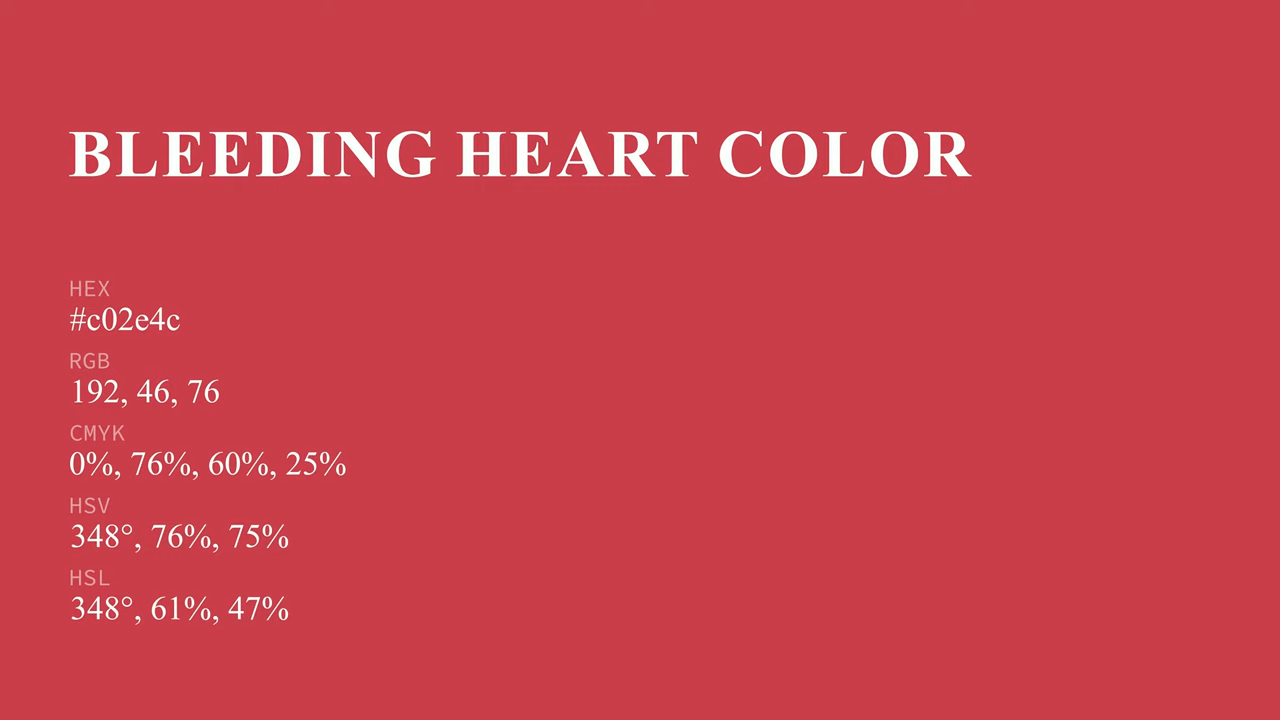 BLEEDING HEART COLOR
HEX
#c02e4c
RGB
192, 46, 76
CMYK
0%, 76%, 60%, 25%
HSV
348°, 76%, 75%
HSL
348°, 61%, 47%